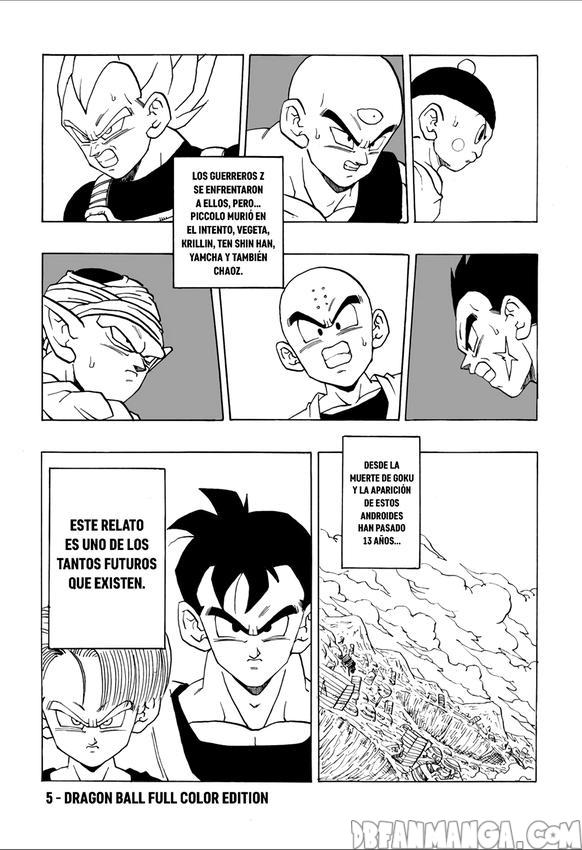 LOS GUERREROS Z
SE ENFRENTARON
A ELLOS, PERO...
PICCOLO MURIÓ EN
EL INTENTO, VEGETA,
KRILLIN, TEN SHIN HAN,
YAMCHA Y TAMBIÉN
CHAOZ.
ESTE RELATO
ES UNO DE LOS
TANTOS FUTUROS
QUE EXISTEN.
DESDE LA
MUERTE DE GOKU
Y LA APARICIÓN
DE ESTOS
ANDROIDES
HAN PASADO
13 AÑOS...
5 - DRAGON BALL FULL COLOR EDITION
DBFANMANGA.COM